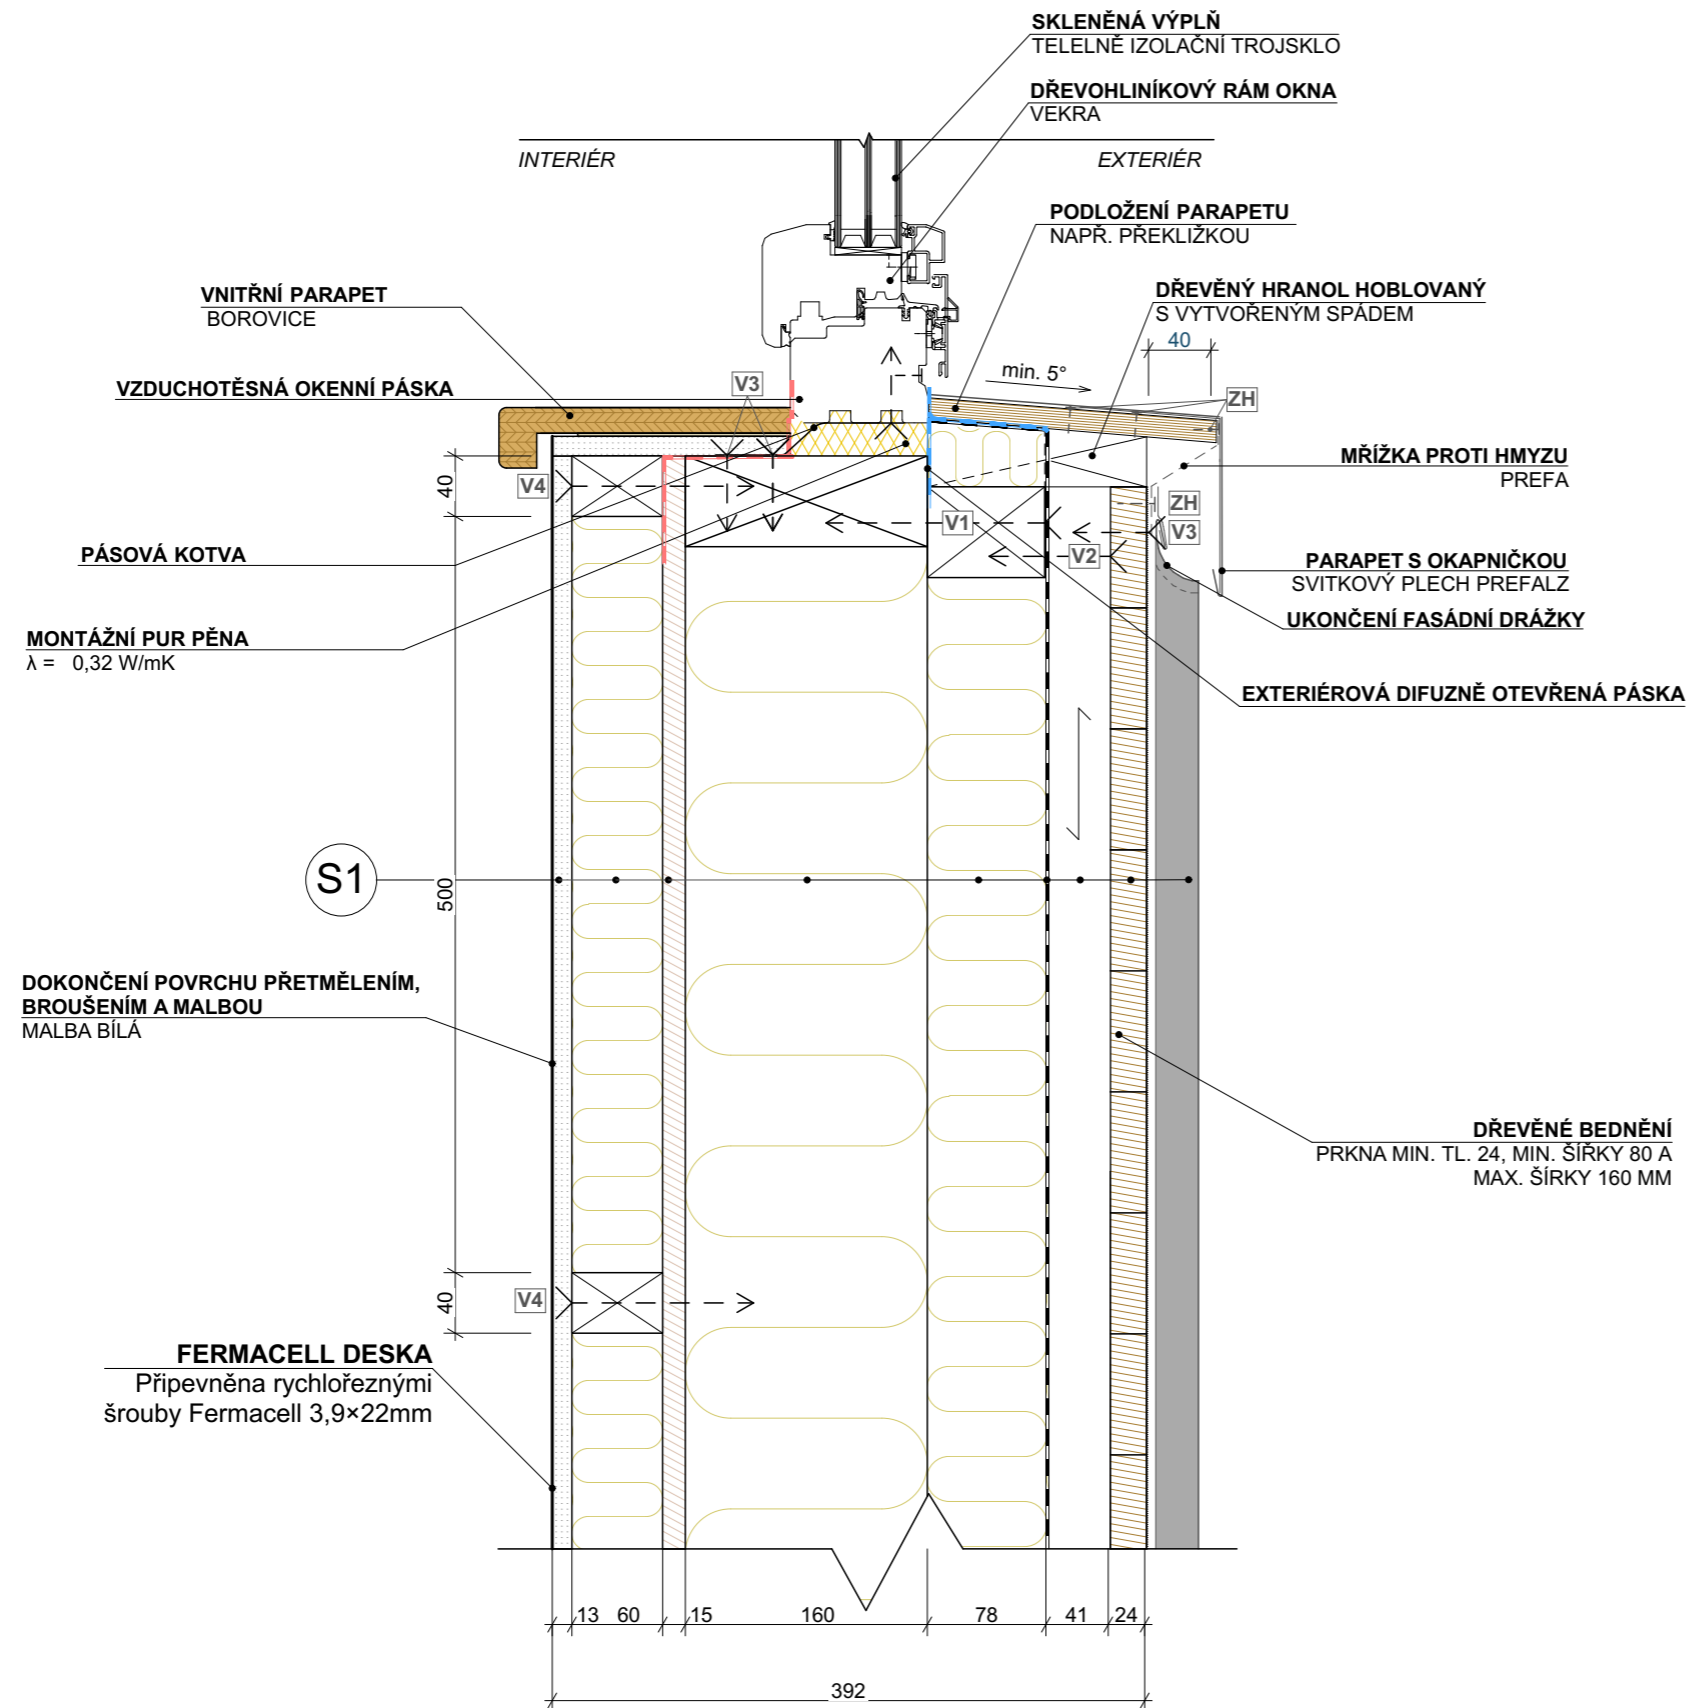 SKLENĚNÁ VÝPLŇ
TELELNĚ IZOLAČNÍ TROJSKLO
DŘEVOHLINÍKOVÝ RÁM OKNA
VEKRA
INTERIÉR
EXTERIÉR
PODLOŽENÍ PARAPETU
NAPŘ. PŘEKLIŽKOU
VNITŘNÍ PARAPET
BOROVICE
DŘEVĚNÝ HRANOL HOBLOVANÝ
S VYTVOŘENÝM SPÁDEM
40
min. 5°
VZDUCHOTĚSNÁ OKENNÍ PÁSKA
V3
ZH
MŘÍŽKA PROTI HMYZU
PREFA
40
V4
ZH
V1
V3
V2
PÁSOVÁ KOTVA
PARAPET S OKAPNIČKOU
SVITKOVÝ PLECH PREFALZ
UKONČENÍ FASÁDNÍ DRÁŽKY
MONTÁŽNÍ PUR PĚNA
λ = 0,32 W/mK
EXTERIÉROVÁ DIFUZNĚ OTEVŘENÁ PÁSKA
S1
500
DOKONČENÍ POVRCHU PŘETMĚLENÍM,
BROUŠENÍM A MALBOU
MALBA BÍLÁ
DŘEVĚNÉ BEDNĚNÍ
PRKNA MIN. TL. 24, MIN. ŠÍŘKY 80 A
MAX. ŠÍRKY 160 MM
40
V4
FERMACELL DESKA
Připevněna rychlořeznými
šrouby Fermacell 3,9×22mm
13 60 15 160 78 41 24
392